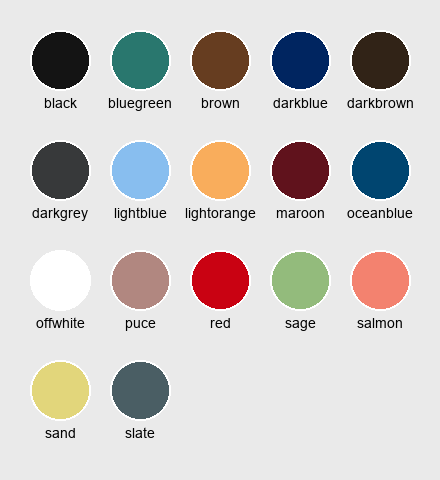 black bluegreen brown darkblue darkbrown
darkgrey lightblue lightorange maroon oceanblue
offwhite puce red sage salmon
sand slate